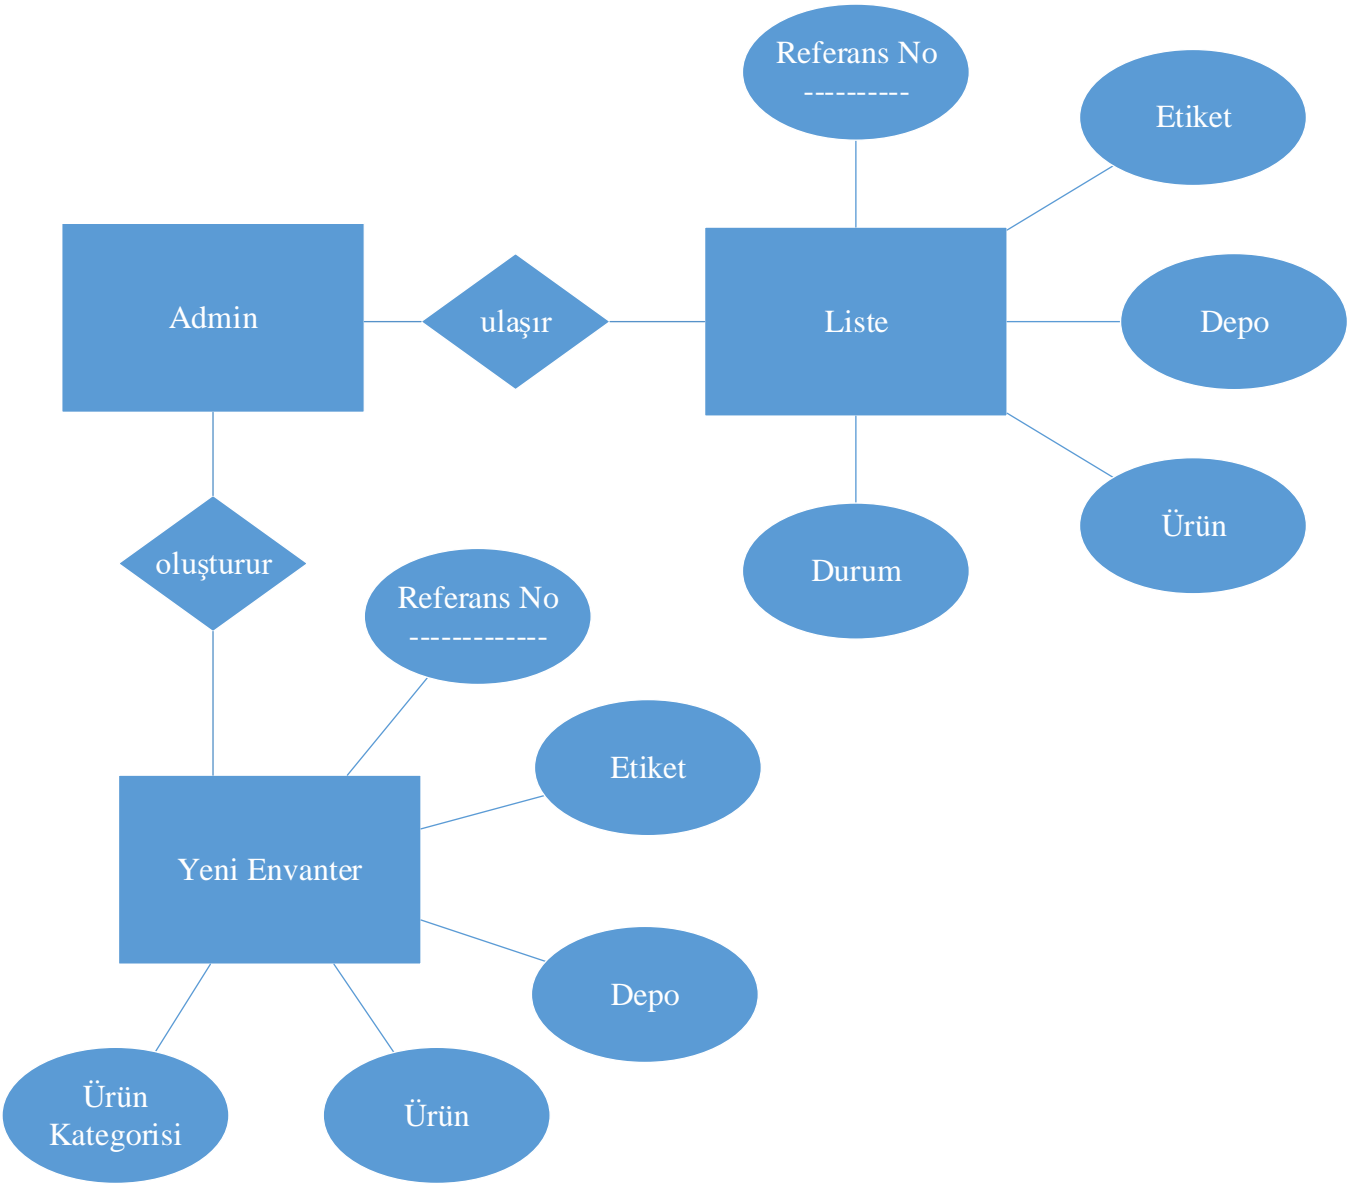 Referans No
----------
Etiket
Admin
ulaşır
Liste
Depo
Ürün
Durum
oluşturur
Referans No
-------------
Etiket
Yeni Envanter
Depo
Ürün
Kategorisi
Ürün